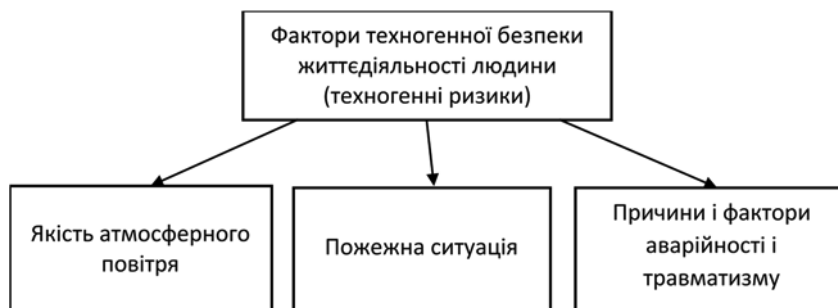 Фактори техногенної безпеки
життєдіяльності людини
(техногенні ризики)
Якість атмосферного
повітря
Пожежна ситуація
Причини і фактори
аварійності і
травматизму